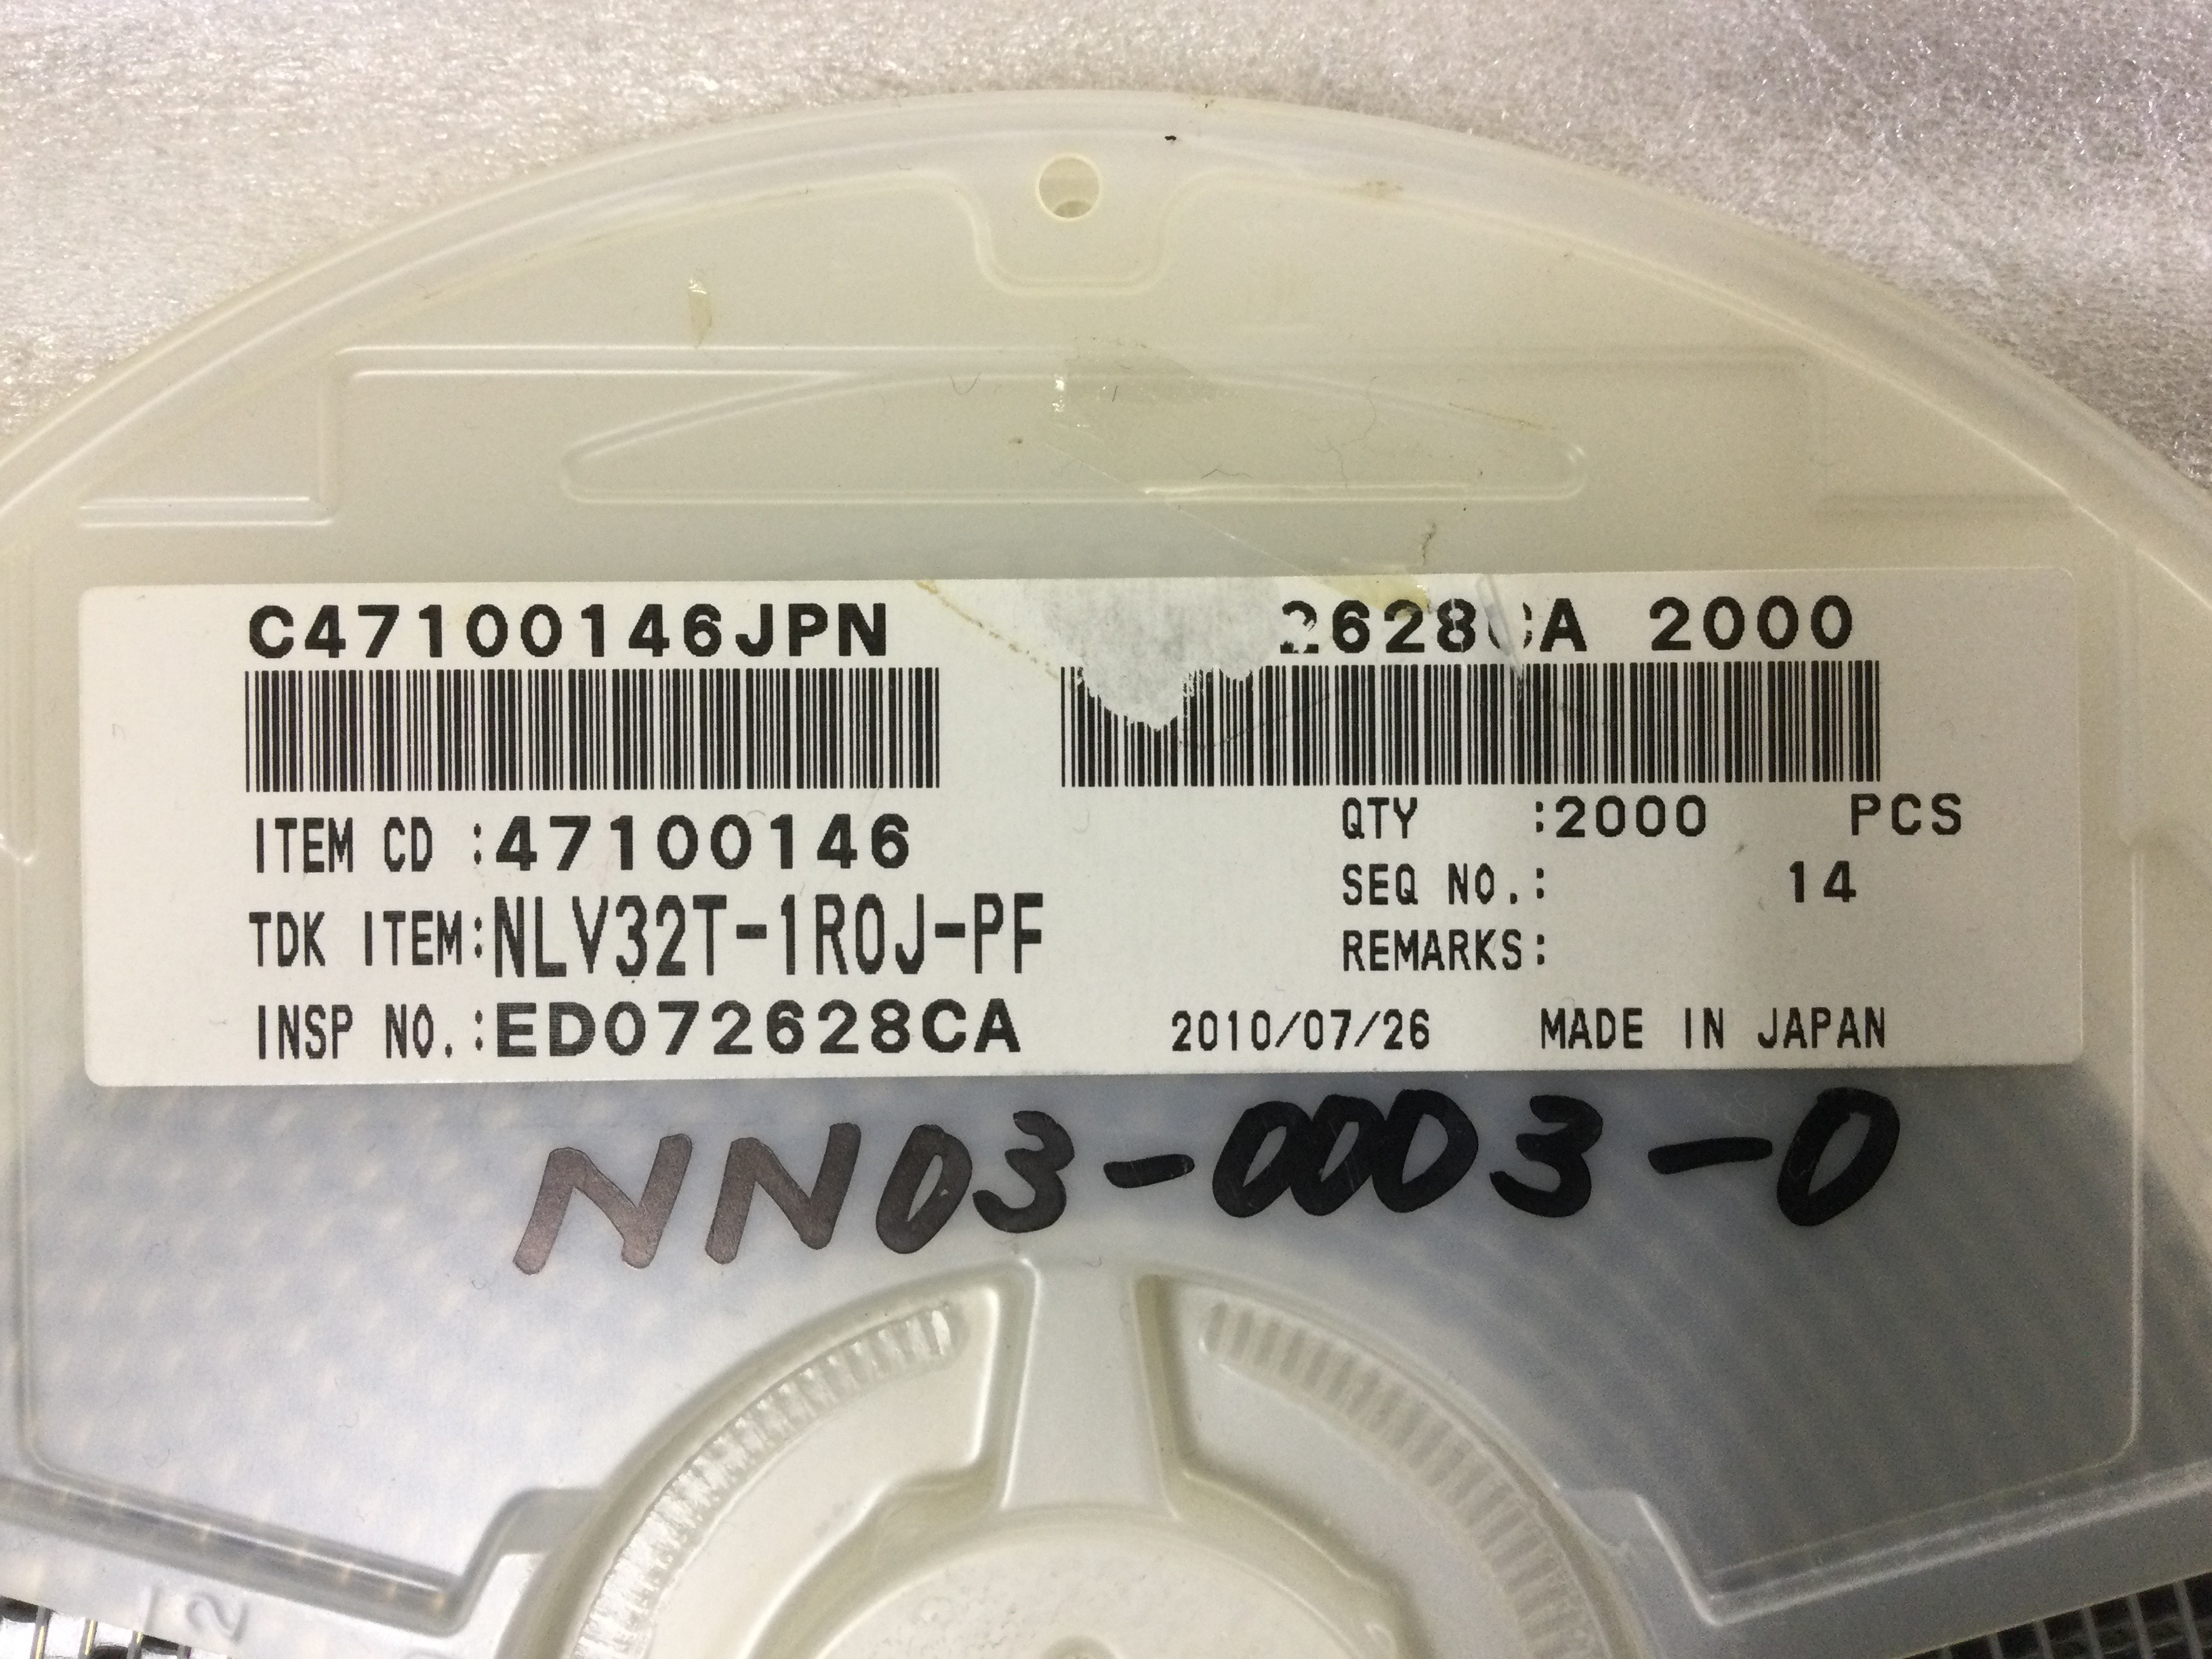 C47100146JPN
2628CA 2000
ITEM CD :47100146
TDK ITEM:NLV32T-1R0J-PF
INSP NO.:ED072628CA
QTY :2000 PCS
SEQ NO.: 14
REMARKS:
2010/07/26 MADE IN JAPAN
NN03-0003-0
2